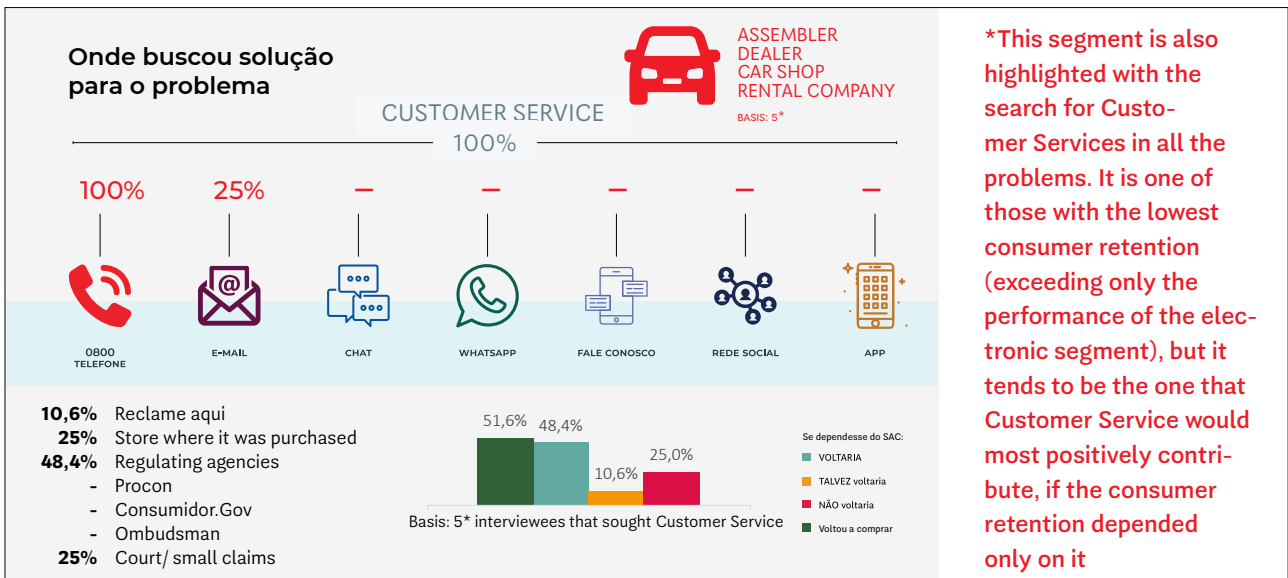 Onde buscou solução
para o problema
ASSEMBLER
DEALER
CAR SHOP
RENTAL COMPANY
BASIS: 5*
CUSTOMER SERVICE
100%
100%
25%
–
–
–
–
–
@
0800
TELEFONE
E-MAIL
CHAT
WHATSAPP
FALE CONOSCO
REDE SOCIAL
APP
10,6% Reclame aqui
25% Store where it was purchased
48,4% Regulating agencies
- Procon
- Consumidor.Gov
- Ombudsman
25% Court/ small claims
51,6%
48,4%
10,6%
25,0%
Basis: 5* interviewees that sought Customer Service
Se dependesse do SAC:
VOLTARIA
TALVEZ voltaria
NÃO voltaria
Voltou a comprar
*This segment is also
highlighted with the
search for Custo-
mer Services in all the
problems. It is one of
those with the lowest
consumer retention
(exceeding only the
performance of the elec-
tronic segment), but it
tends to be the one that
Customer Service would
most positively contri-
bute, if the consumer
retention depended
only on it